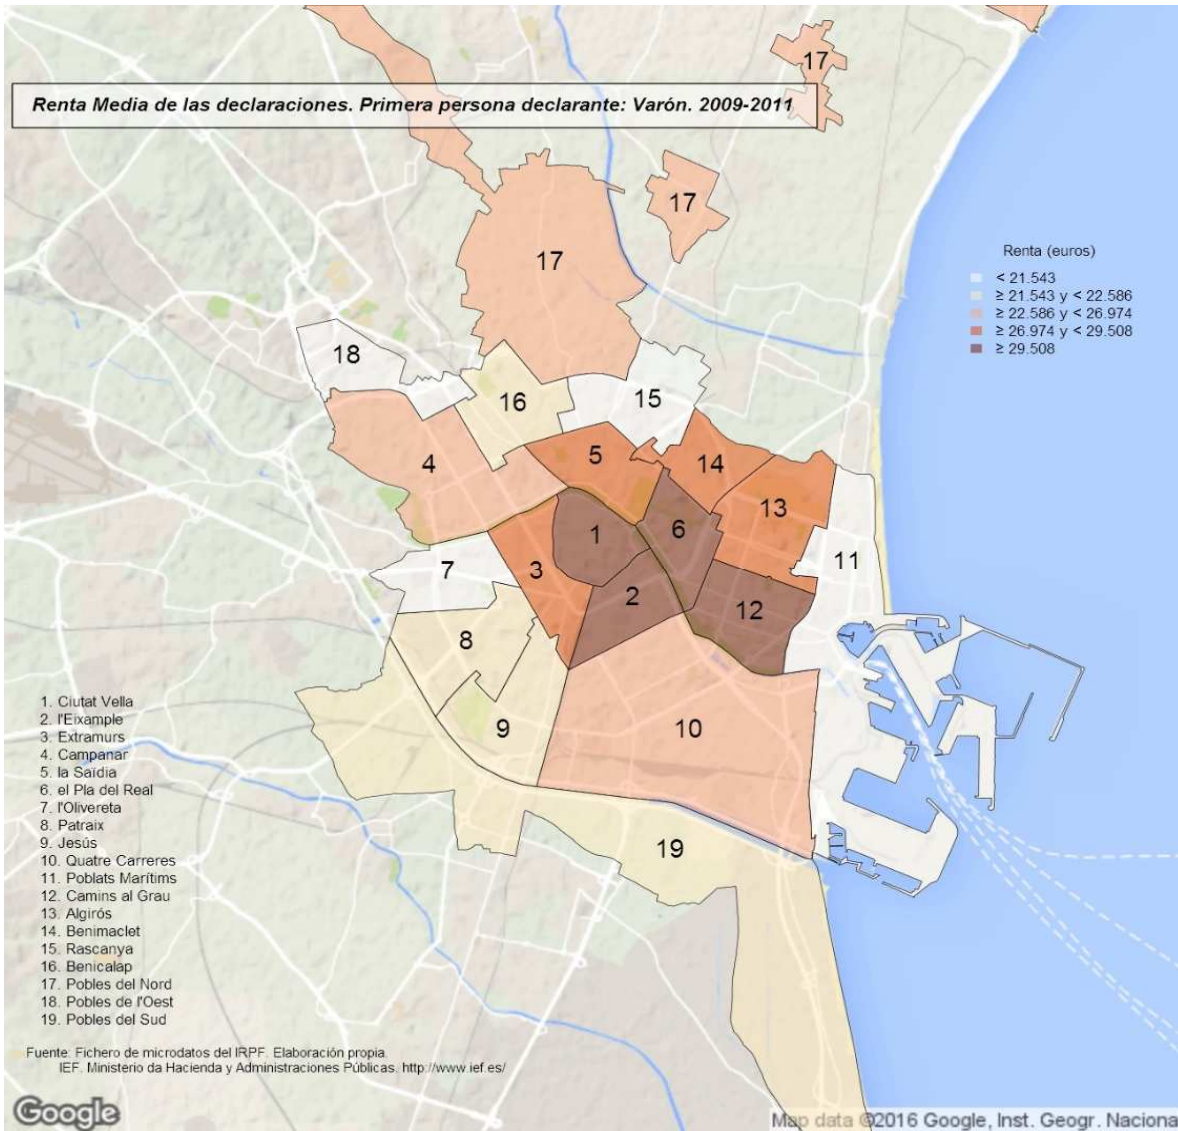 17
Renta Media de las declaraciones. Primera persona declarante: Varón. 2009-2011
17
17
Renta (euros)
< 21.543
≥ 21.543 y < 22.586
≥ 22.586 y < 26.974
≥ 26.974 y < 29.508
≥ 29.508
18
16
15
4
5
14
13
1
6
11
7
3
2
12
8
9
10
19
1. Ciutat Vella
2. l'Eixample
3. Extramurs
4. Campanar
5. la Saïdia
6. el Pla del Real
7. l'Olivereta
8. Patraix
9. Jesús
10. Quatre Carreres
11. Poblats Marítims
12. Camins al Grau
13. Algirós
14. Benimaclet
15. Rascanya
16. Benicalap
17. Pobles del Nord
18. Pobles de l'Oest
19. Pobles del Sud
Fuente: Fichero de microdatos del IRPF. Elaboración propia.
IEF. Ministerio da Hacienda y Administraciones Públicas. http://www.ief.es/
Google
Map data ©2016 Google, Inst. Geogr. Naciona